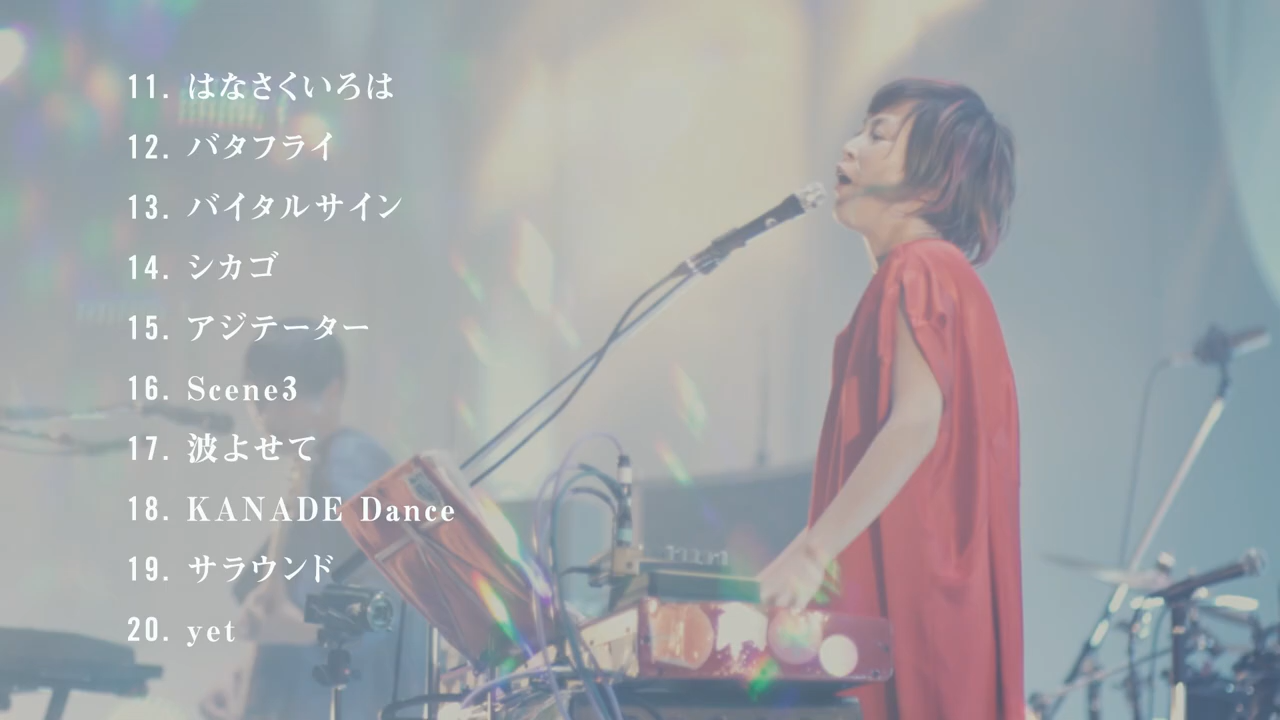 11. はなさくいろは
12. バタフライ
13. バイタルサイン
14. シカゴ
15. アジテーター
16. Scene3
17. 波よせて
18. KANADE Dance
19. サラウンド
20. yet